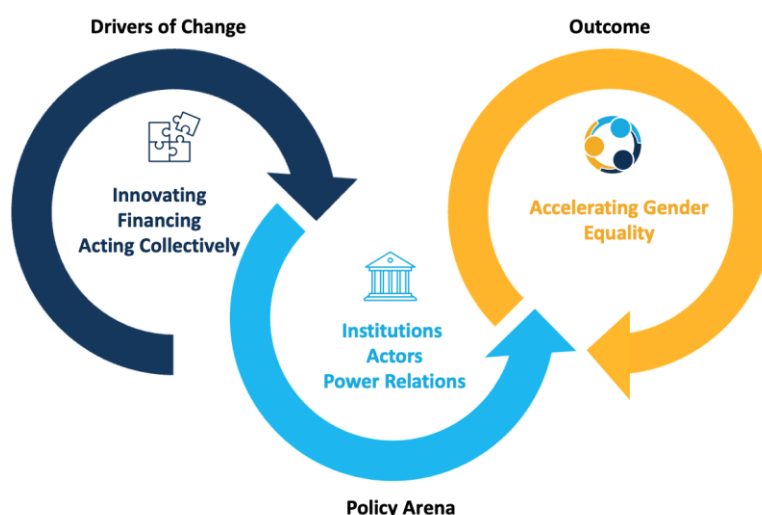 Drivers of Change
Outcome
Innovating
Financing
Acting Collectively
Accelerating Gender
Equality
Institutions
Actors
Power Relations
Policy Arena